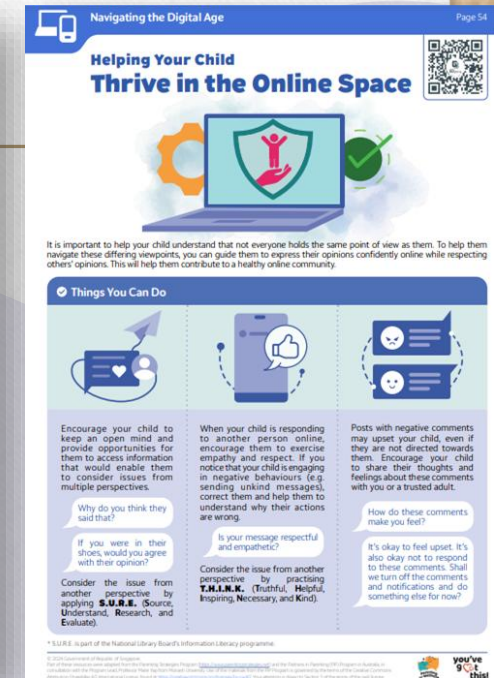 Navigating the Digital Age
Page 54
Helping Your Child
Thrive in the Online Space
It is important to help your child understand that not everyone holds the same point of view as them. To help them
navigate these differing viewpoints, you can guide them to express their opinions confidently online while respecting
others' opinions. This will help them contribute to a healthy online community.
Things You Can Do
Encourage your child to
keep an open mind and
provide opportunities for
them to access information
that would enable them
to consider issues from
multiple perspectives.
Why do you think they
said that?
If you were in their
shoes, would you agree
with their opinion?
Consider the issue from
another perspective by
applying S.U.R.E. (Source,
Understand, Research, and
Evaluate).
When your child is responding
to another person online,
encourage them to exercise
empathy and respect. If you
notice that your child is engaging
in negative behaviours (e.g.
sending unkind messages),
correct them and help them to
understand why their actions
are wrong.
Is your message respectful
and empathetic?
Consider the issue from another
perspective by practising
T.H.I.N.K. (Truthful, Helpful,
Inspiring, Necessary, and Kind).
Posts with negative comments
may upset your child, even if
they are not directed towards
them. Encourage your child
to share their thoughts and
feelings about these comments
with you or a trusted adult.
How do these comments
make you feel?
It's okay to feel upset. It's
also okay not to respond
to these comments. Shall
we turn off the comments
and notifications and do
something else for now?
* S.U.R.E. is part of the National Library Board's Information Literacy programme.
© 2024 Government of Republic of Singapore
you've
got
this!